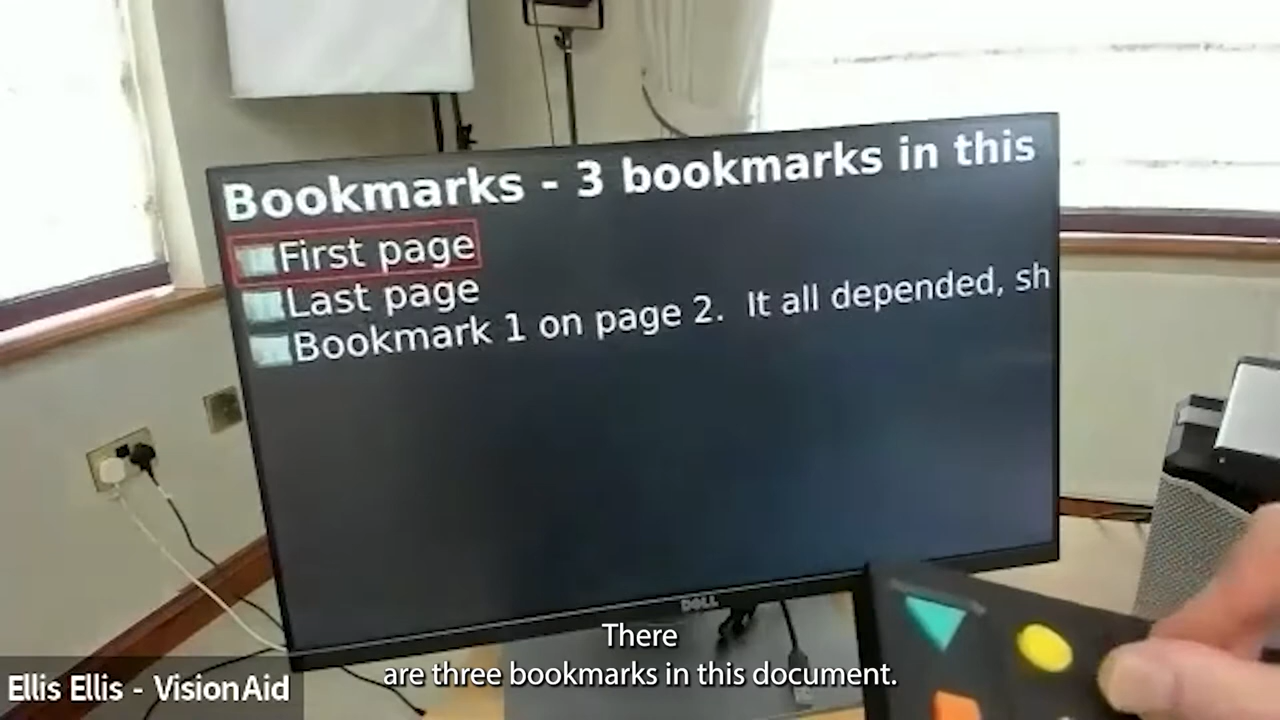 Bookmarks - 3 bookmarks in this
First page
Last page
Bookmark 1 on page 2. It all depended, sh
DELL
There
are three bookmarks in this document.
Ellis Ellis - VisionAid